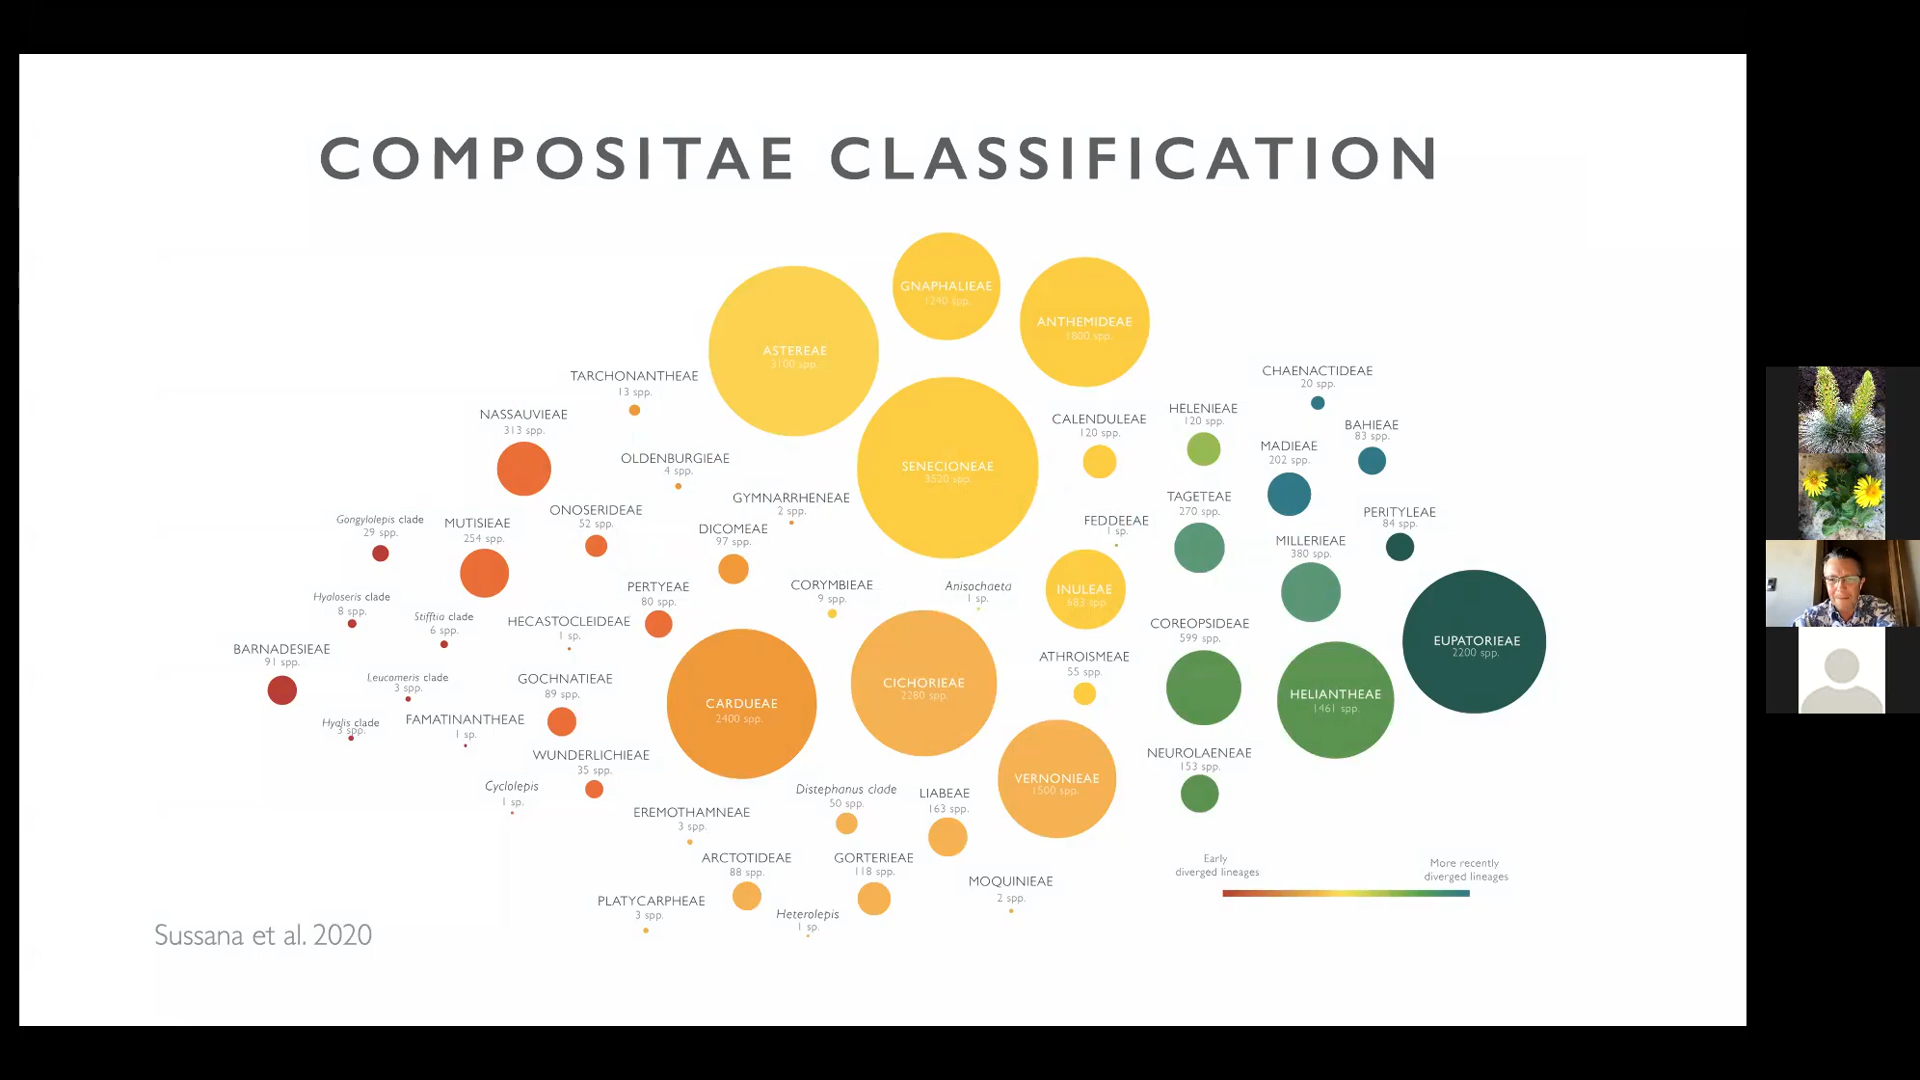 COMPOSITAE CLASSIFICATION
GNAPHALIEAE
1240 spp.
ANTHEMIDEAE
1800 spp.
ASTEREAE
3100 spp.
TARCHONANTHEAE
13 spp.
CHAENACTIDEAE
20 spp.
NASSAUVIEAE
313 spp.
CALENDULEAE
120 spp.
HELENIEAE
120 spp.
BAHIEAE
83 spp.
MADIEAE
202 spp.
OLDENBURGIEAE
4 spp.
SENECIONEAE
3520 spp.
GYMNARRHENEAE
2 spp.
TAGETEAE
270 spp.
ONOSERIDEAE
52 spp.
PERITYLEAE
84 spp.
Gongylolepis clade
29 spp.
MUTISIEAE
254 spp.
DICOMEAE
97 spp.
FEDDEEAE
1 sp.
MILLERIEAE
380 spp.
PERTYEAE
80 spp.
CORYMBIEAE
9 spp.
Anisochaeta
1 sp.
INULEAE
683 spp.
Hyaloseris clade
8 spp.
Stifftia clade
6 spp.
HECASTOCLEIDEAE
1 sp.
COREOPSIDEAE
599 spp.
EUPATORIEAE
2200 spp.
BARNADESIEAE
91 spp.
ATHROISMEAE
55 spp.
Leucomeris clade
3 spp.
GOCHNATIEAE
89 spp.
CICHORIEAE
2280 spp.
HELIANTHEAE
1461 spp.
CARDUEAE
2400 spp.
Hyalis clade
3 spp.
FAMATINANTHEAE
1 sp.
WUNDERLICHIEAE
35 spp.
NEUROLAENEAE
153 spp.
VERNONIEAE
1500 spp.
Cyclolepis
1 sp.
Distephanus clade
50 spp.
LIABEAE
163 spp.
EREMOTHAMNEAE
3 spp.
ARCTOTIDEAE
88 spp.
GORTERIEAE
118 spp.
Early
diverged lineages
More recently
diverged lineages
MOQUINIEAE
2 spp.
PLATYCARPHEAE
3 spp.
Heterolepis
1 sp.
Sussana et al. 2020